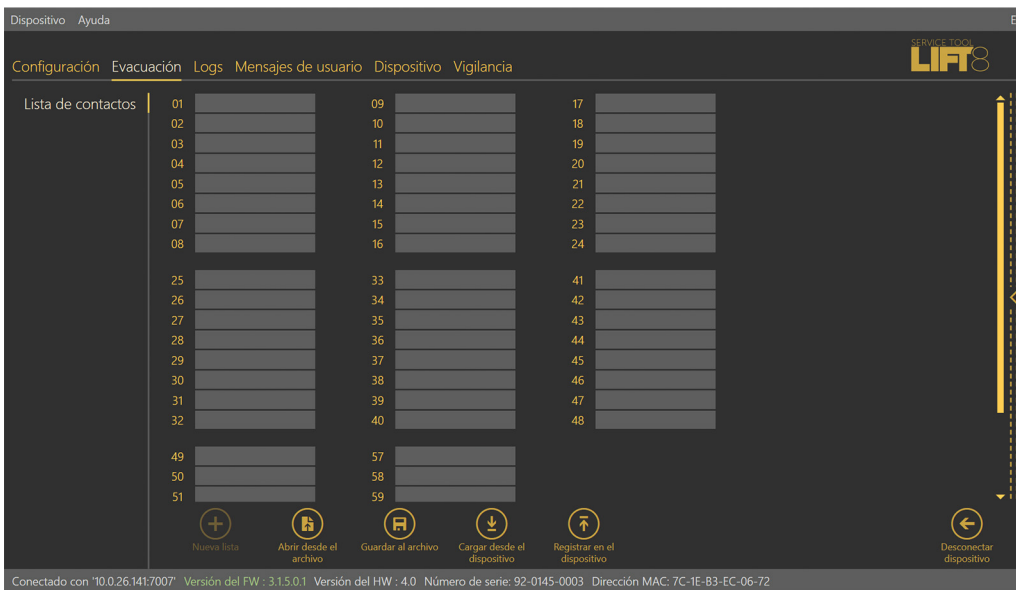 Dispositivo Ayuda
SERVICE TOOL
LIFT8
Configuración Evacuación Logs Mensajes de usuario Dispositivo Vigilancia
Lista de contactos
01 09 17
02 10 18
03 11 19
04 12 20
05 13 21
06 14 22
07 15 23
08 16 24
25 33 41
26 34 42
27 35 43
28 36 44
29 37 45
30 38 46
31 39 47
32 40 48
49 57
50 58
51 59
Nueva lista
Abrir desde el
archivo
Guardar al archivo
Cargar desde el
dispositivo
Registrar en el
dispositivo
Desconectar
dispositivo
Conectado con '10.0.26.141:7007' Versión del FW : 3.1.5.0.1 Versión del HW : 4.0 Número de serie: 92-0145-0003 Dirección MAC: 7C-1E-B3-EC-06-72